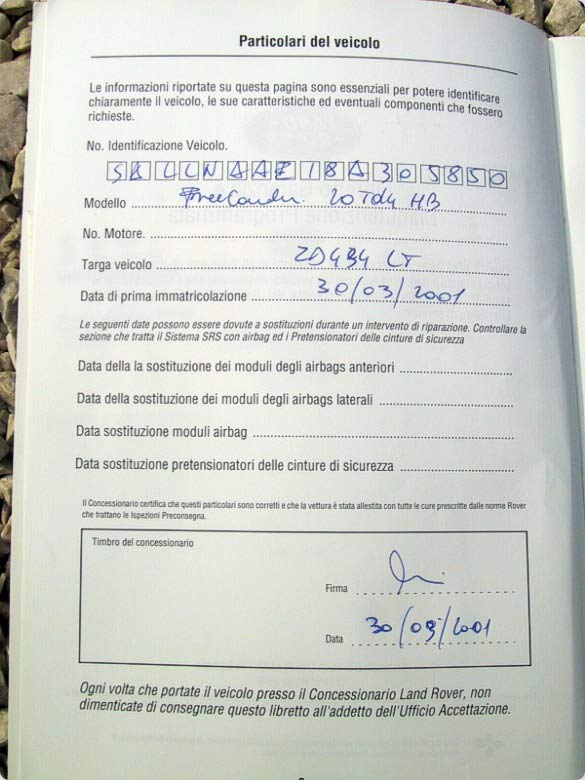 Particolari del veicolo
Le informazioni riportate su questa pagina sono essenziali per potere identificare
chiaramente il veicolo, le sue caratteristiche ed eventuali componenti che fossero
richieste.
No. Identificazione Veicolo.
SALLNAAE18A305850
Modello Freelander. 20 Td4 HB
No. Motore.
Targa veicolo ZD434 LT
Data di prima immatricolazione 30/03/2001
Le seguenti date possono essere dovute a sostituzioni durante un intervento di riparazione. Controllare la
sezione che tratta il Sistema SRS con airbag ed i Pretensionatori delle cinture di sicurezza
Data della la sostituzione dei moduli degli airbags anteriori
Data della sostituzione dei moduli degli airbags laterali
Data sostituzione moduli airbag
Data sostituzione pretensionatori delle cinture di sicurezza
Il Concessionario certifica che questi particolari sono corretti e che la vettura è stata allestita con tutte le cure prescritte dalle norme Rover
che trattano le Ispezioni Preconsegna.
Timbro del concessionario
Firma
Data 30/03/2001
Ogni volta che portate il veicolo presso il Concessionario Land Rover, non
dimenticate di consegnare questo libretto all'addetto dell'Ufficio Accettazione.